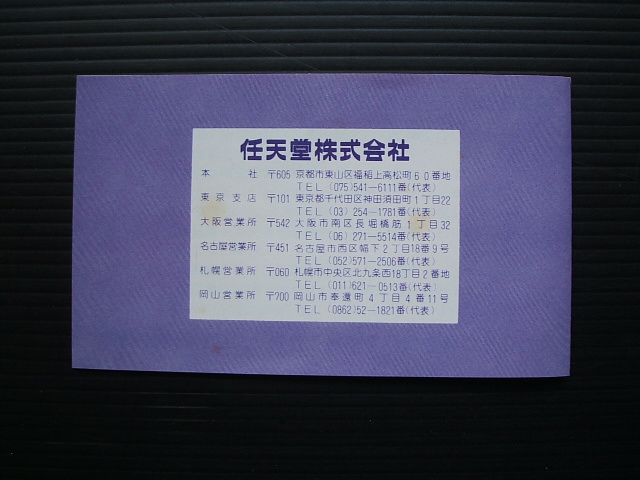 任天堂株式会社
本 社 〒605 京都市東山区福稲上高松町60番地
TEL (075)541-6111番(代表)
東京支店 〒101 東京都千代田区神田須田町1丁目22
TEL (03) 254-1781番(代表)
大阪営業所 〒542 大阪市南区長堀橋筋1丁目32
TEL (06) 271-5514番(代表)
名古屋営業所 〒451 名古屋市西区幅下2丁目18番9号
TEL (052)571-2506番(代表)
札幌営業所 〒060 札幌市中央区北九条西18丁目2番地
TEL (011)621-0513番(代表)
岡山営業所 〒700 岡山市奉還町4丁目4番11号
TEL (0862)52-1821番(代表)